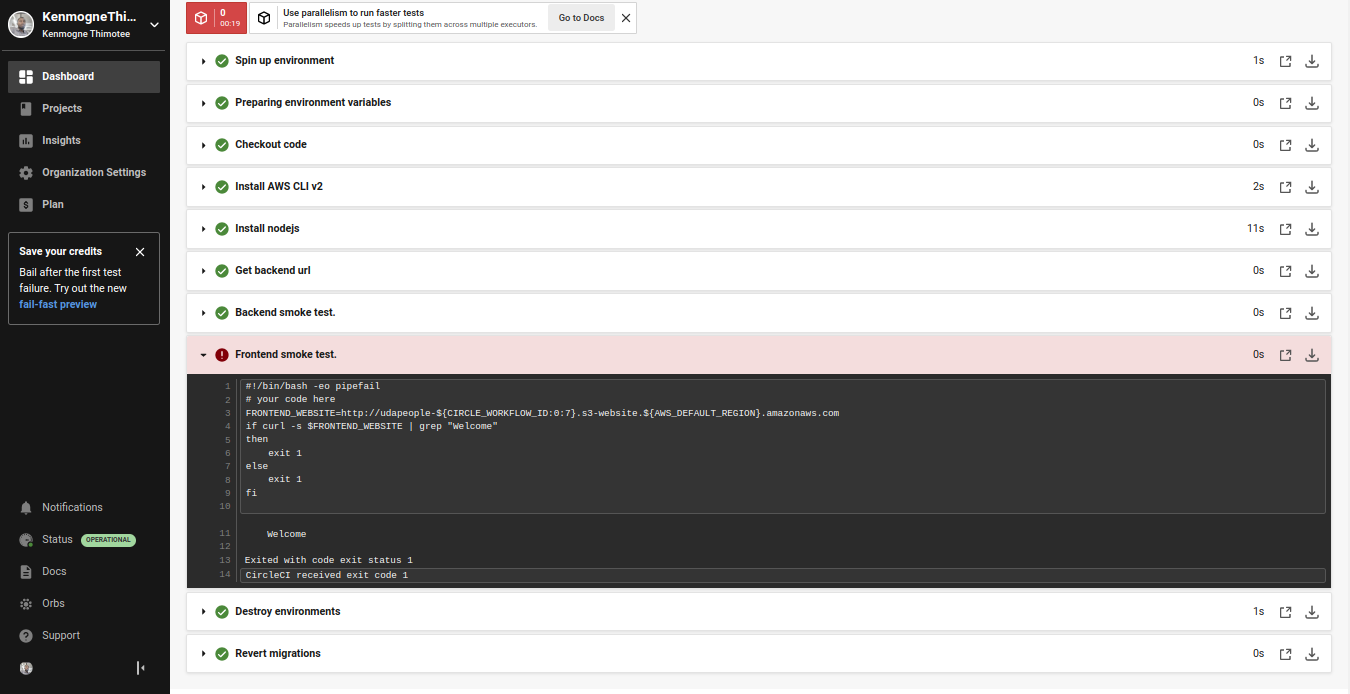 KenmogneThi...
Kenmogne Thimotee
Dashboard
Projects
Insights
Organization Settings
Plan
Save your credits
Bail after the first test
failure. Try out the new
fail-fast preview
Notifications
Status OPERATIONAL
Docs
Orbs
Support
0
00:19
Use parallelism to run faster tests
Parallelism speeds up tests by splitting them across multiple executors.
Go to Docs
Spin up environment 1s
Preparing environment variables 0s
Checkout code 0s
Install AWS CLI v2 2s
Install nodejs 11s
Get backend url 0s
Backend smoke test. 0s
Frontend smoke test. 0s
1 #!/bin/bash -eo pipefail
2 # your code here
3 FRONTEND_WEBSITE=http://udapeople-${CIRCLE_WORKFLOW_ID:0:7}.s3-website.${AWS_DEFAULT_REGION}.amazonaws.com
4 if curl -s $FRONTEND_WEBSITE | grep "Welcome"
5 then
6     exit 1
7 else
8     exit 1
9 fi
10
11     Welcome
12
13 Exited with code exit status 1
14 CircleCI received exit code 1
Destroy environments 1s
Revert migrations 0s